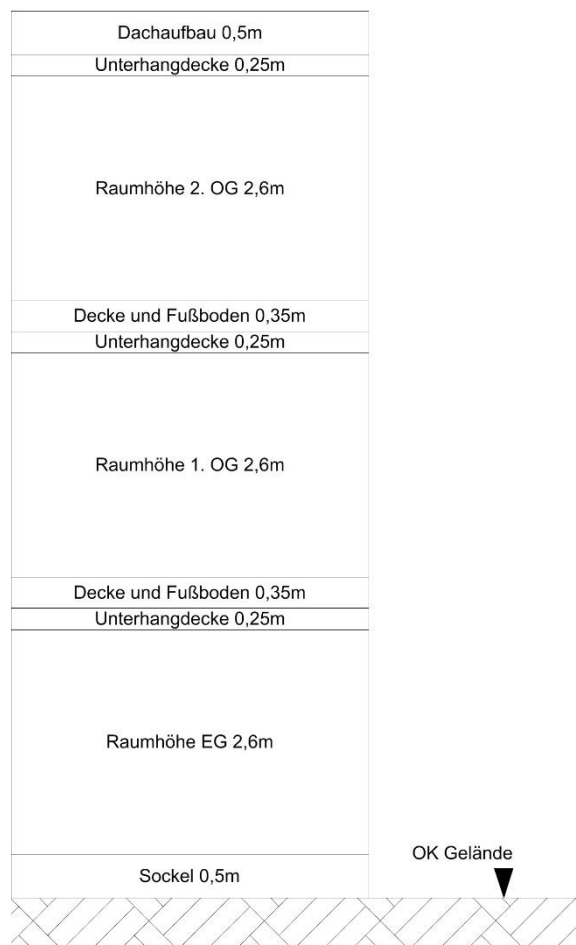 Dachaufbau 0,5m
Unterhangdecke 0,25m
Raumhöhe 2. OG 2,6m
Decke und Fußboden 0,35m
Unterhangdecke 0,25m
Raumhöhe 1. OG 2,6m
Decke und Fußboden 0,35m
Unterhangdecke 0,25m
Raumhöhe EG 2,6m
OK Gelände
Sockel 0,5m